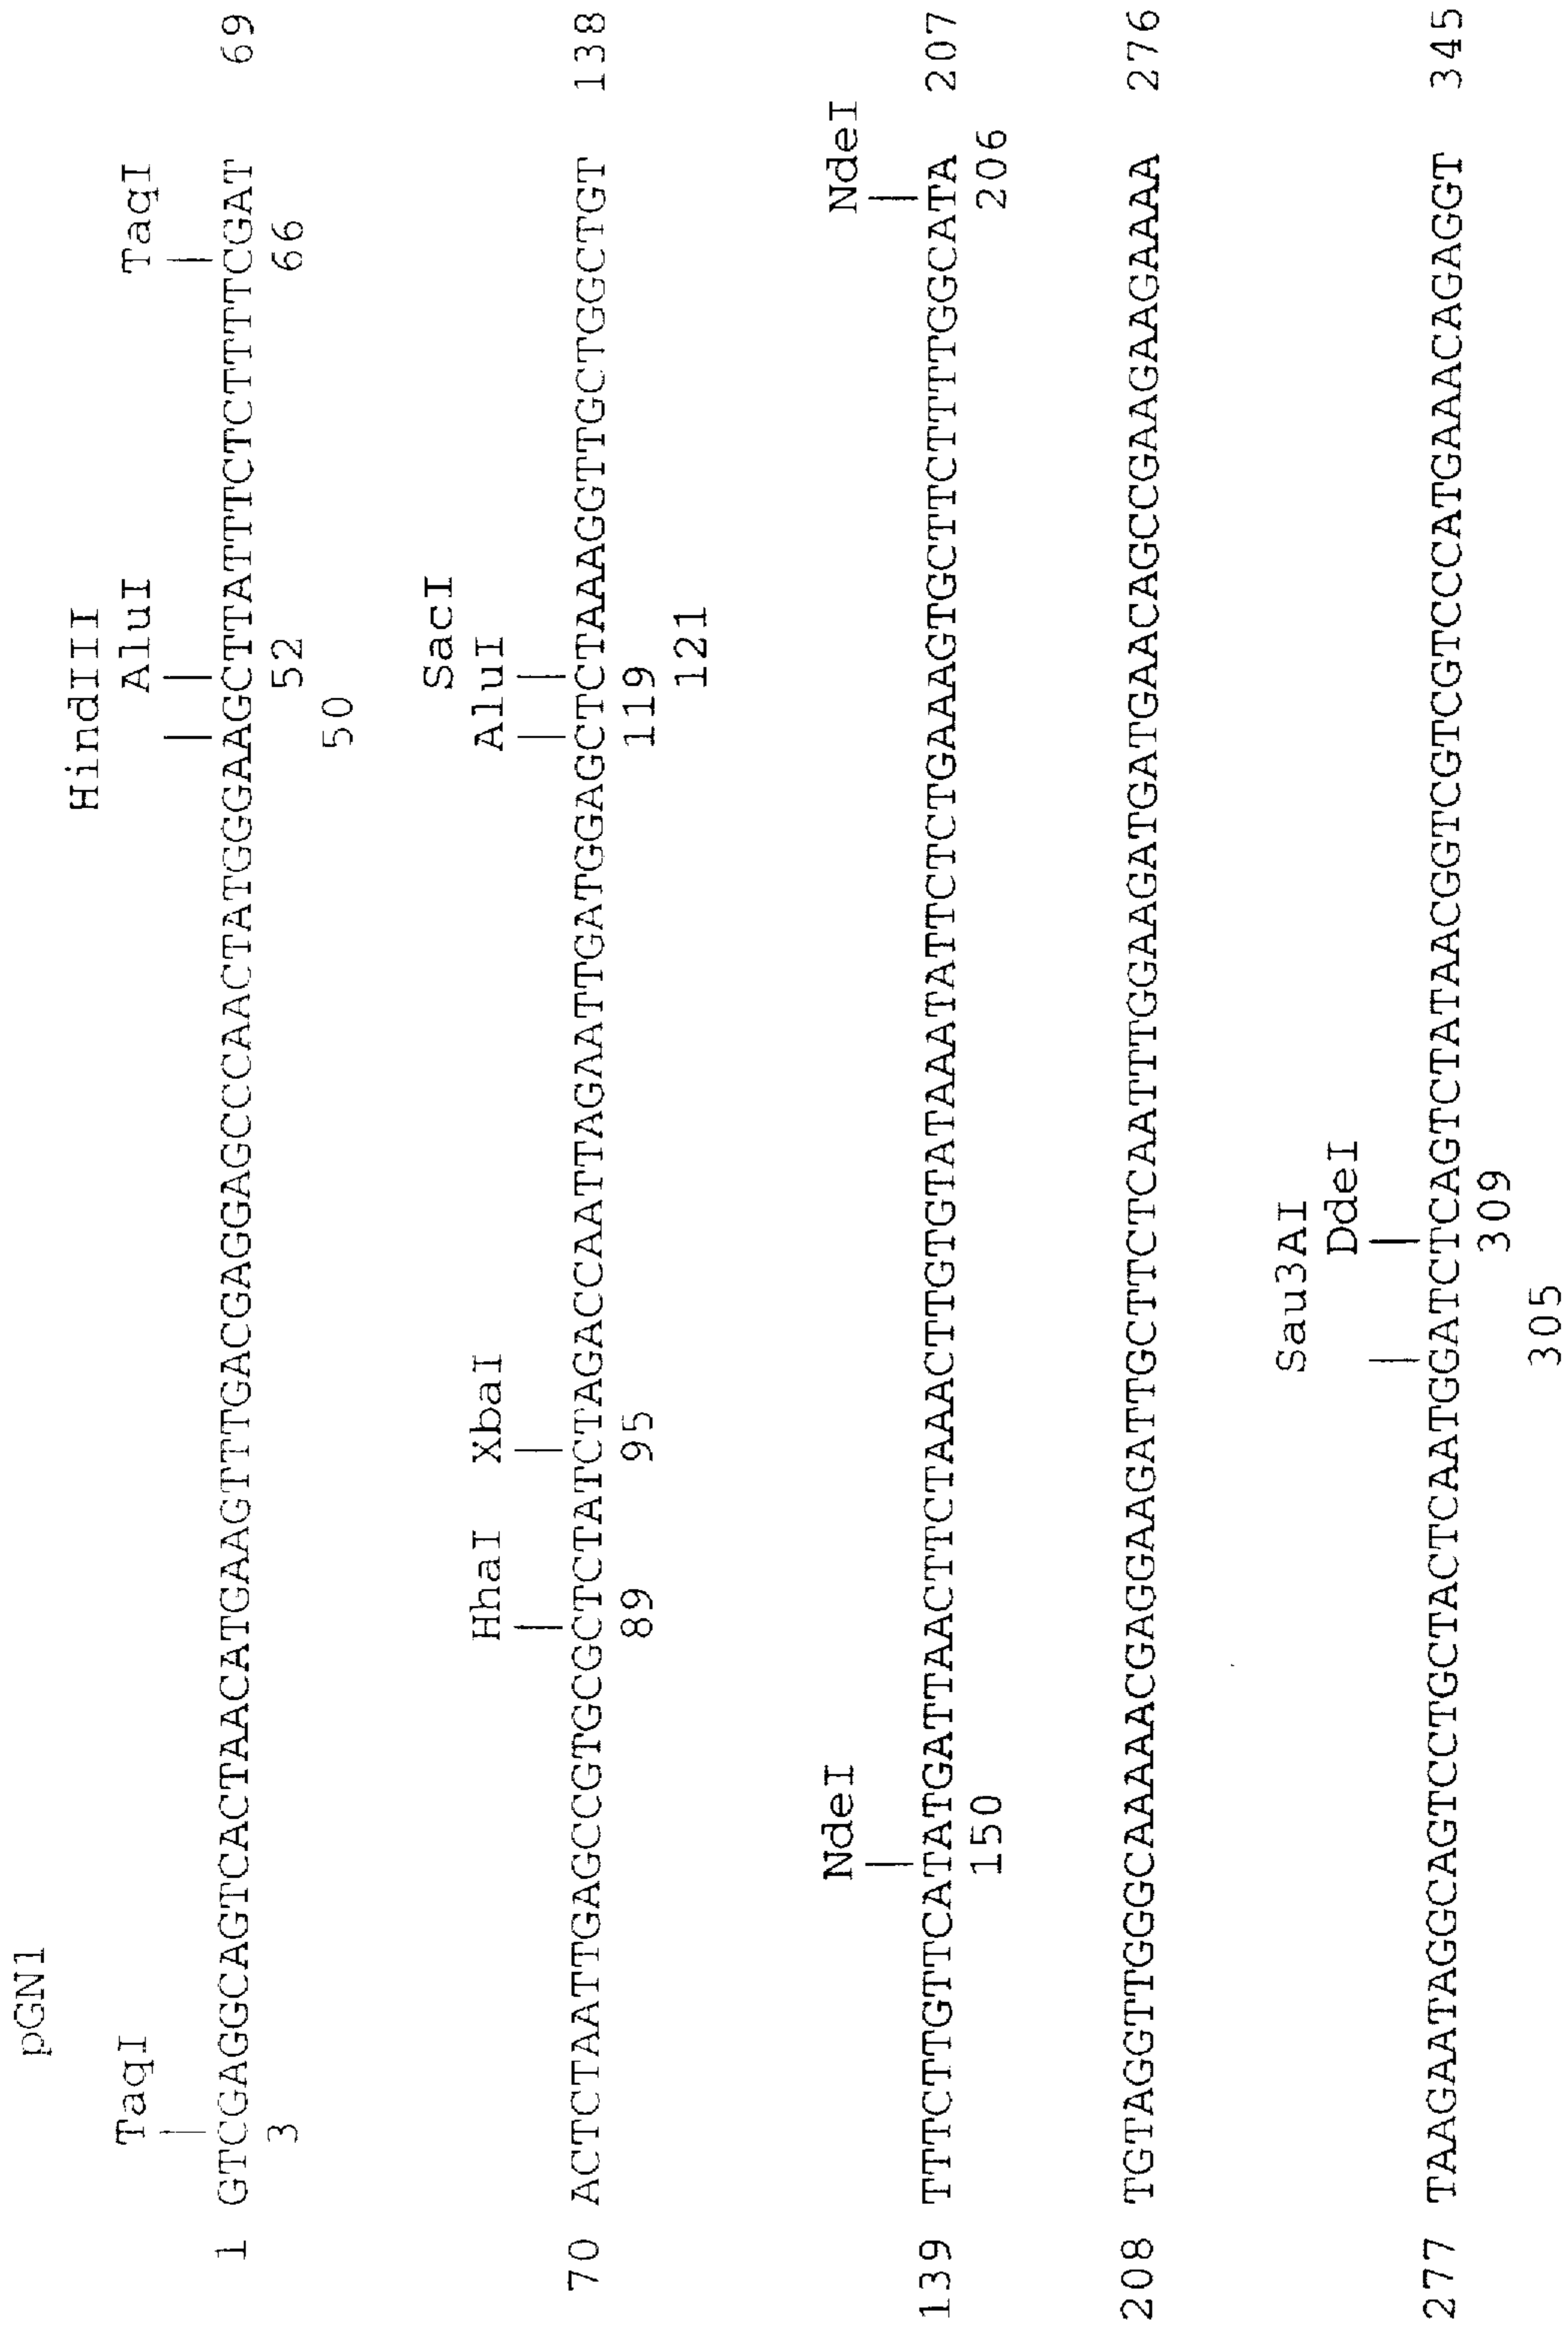 pGN1
HindIII
TaqI AluI TaqI
1 GTCGAGGCAGTCACTAACATGAAGTTTGACGAGGAGCCCAACTATGGGAAGCTTATTTCTCTTTTCGAT 69
3 52 66
50
SacI
HhaI XbaI AluI
70 ACTCTAATTGAGCCGTGCGCTCTATCTAGACCAATTAGAATTGATGGAGCTCTAAAGGTTGCTGGCTGT 138
89 95 119
121
NdeI NdeI
139 TTTCTTGTTCATATGATTAACTTCTAAACTTGTGTATAAATATTCTCTGAAAGTGCTTCTTTTGGCATA 207
150 206
208 TGTAGGTTGGGCAAAACGAGGAAGATTGCTTCTCAATTTGGAAGATGATGATGAACAGCCGAAGAAGAAA 276
Sau3AI
DdeI
277 TAAGAATAGGCAGTCCTGCTACTCAATGGATCTCAGTCTATAACGGTCGTCGTCCCATGAAACAGAGGT 345
309
305